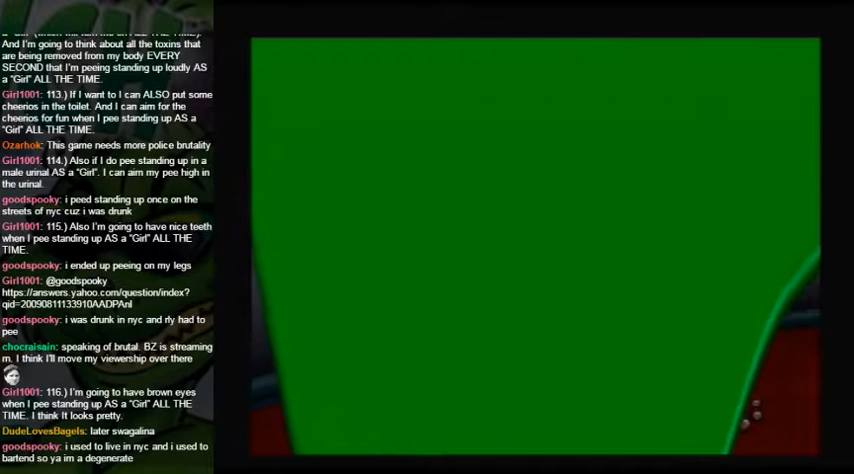 And I'm going to think about all the toxins that
are being removed from my body EVERY
SECOND that I'm peeing standing up loudly AS
a "Girl" ALL THE TIME.
Girl1001: 113.) If I want to I can ALSO put some
cheerios in the toilet. And I can aim for the
cheerios for fun when I pee standing up AS a
"Girl" ALL THE TIME.
Ozarhok: This game needs more police brutality
Girl1001: 114.) Also if I do pee standing up in a
male urinal AS a "Girl". I can aim my pee high in
the urinal.
goodspooky: i peed standing up once on the
streets of nyc cuz i was drunk
Girl1001: 115.) Also I'm going to have nice teeth
when I pee standing up AS a "Girl" ALL THE
TIME.
goodspooky: i ended up peeing on my legs
Girl1001: @goodspooky
https://answers.yahoo.com/question/index?
qid=20090811133910AADPAnI
goodspooky: i was drunk in nyc and rly had to
pee
chocraisain: speaking of brutal. BZ is streaming
rn. I think I'll move my viewership over there
Girl1001: 116.) I'm going to have brown eyes
when I pee standing up AS a "Girl" ALL THE
TIME. I think It looks pretty.
DudeLovesBagels: later swagalina
goodspooky: i used to live in nyc and i used to
bartend so ya im a degenerate